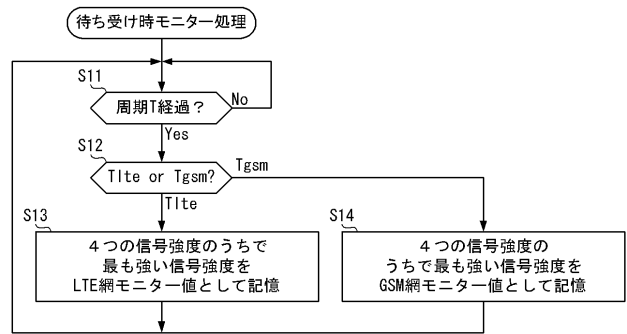 待ち受け時モニター処理
S11
周期T経過？
No
Yes
S12
Tlte or Tgsm?
Tgsm
Tlte
S13
４つの信号強度のうちで
最も強い信号強度を
LTE網モニター値として記憶
S14
４つの信号強度の
うちで最も強い信号強度を
GSM網モニター値として記憶